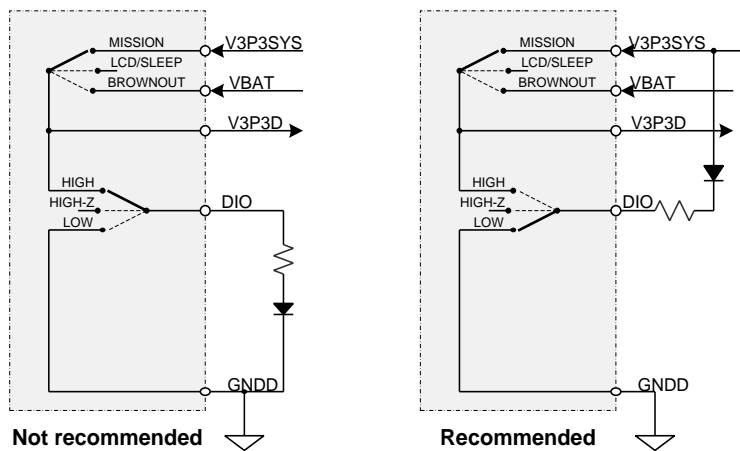 MISSION
V3P3SYS
LCD/SLEEP
BROWNOUT
VBAT
V3P3D
HIGH
HIGH-Z
LOW
DIO
GNDD
Not recommended
MISSION
V3P3SYS
LCD/SLEEP
BROWNOUT
VBAT
V3P3D
HIGH
HIGH-Z
LOW
DIO
GNDD
Recommended